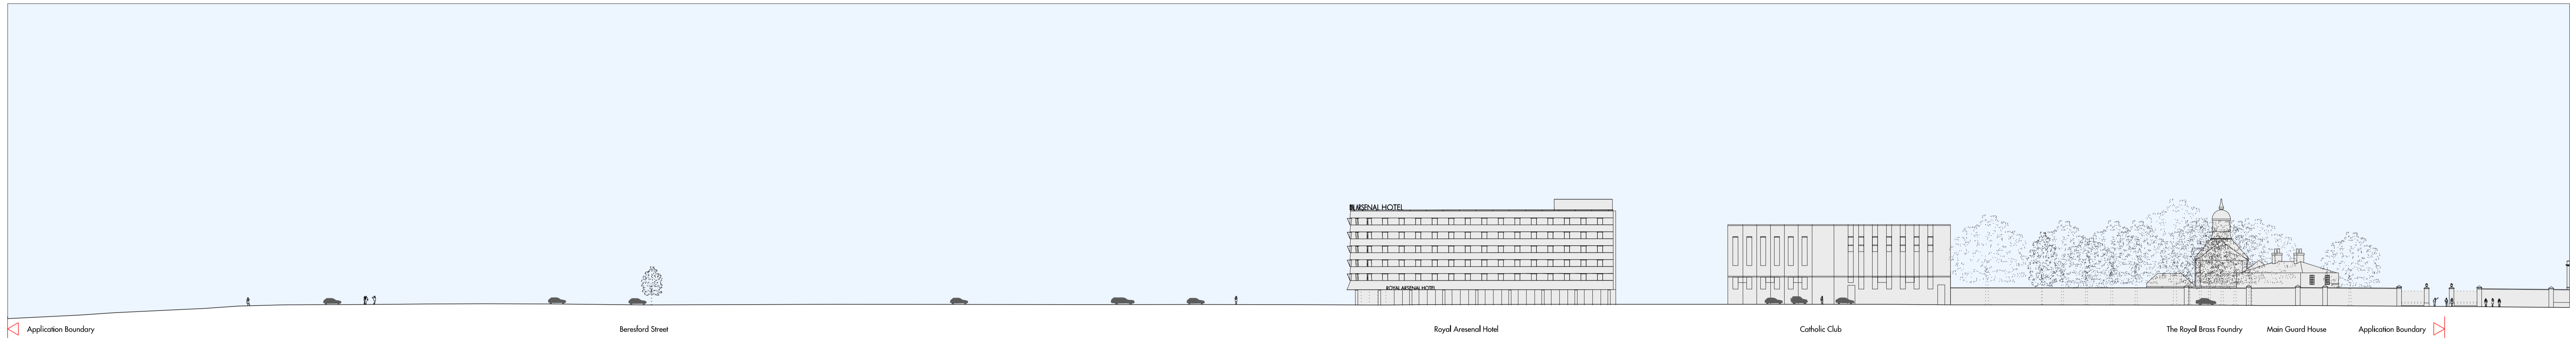 ARSENAL HOTEL
ROYAL ARSENAL HOTEL
Application Boundary
Beresford Street
Royal Aresenal Hotel
Catholic Club
The Royal Brass Foundry
Main Guard House
Application Boundary